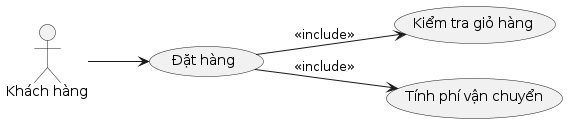 Kiểm tra giỏ hàng
«include»
Đặt hàng
«include»
Khách hàng
Tính phí vận chuyển